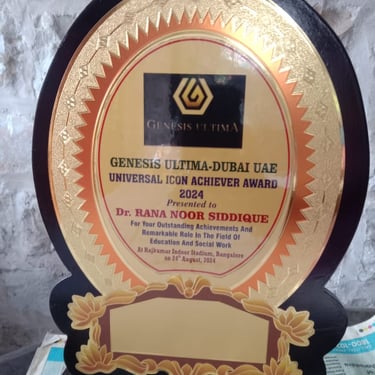 GENESIS ULTIMA
GENESIS ULTIMA-DUBAI UAE
UNIVERSAL ICON ACHIEVER AWARD
2024
Presented to
Dr. RANA NOOR SIDDIQUE
For Your Outstanding Achievements And
Remarkable Role In The Field Of
Education And Social Work
At Rajkumar Indoor Stadium, Bangalore
on 24th August, 2024